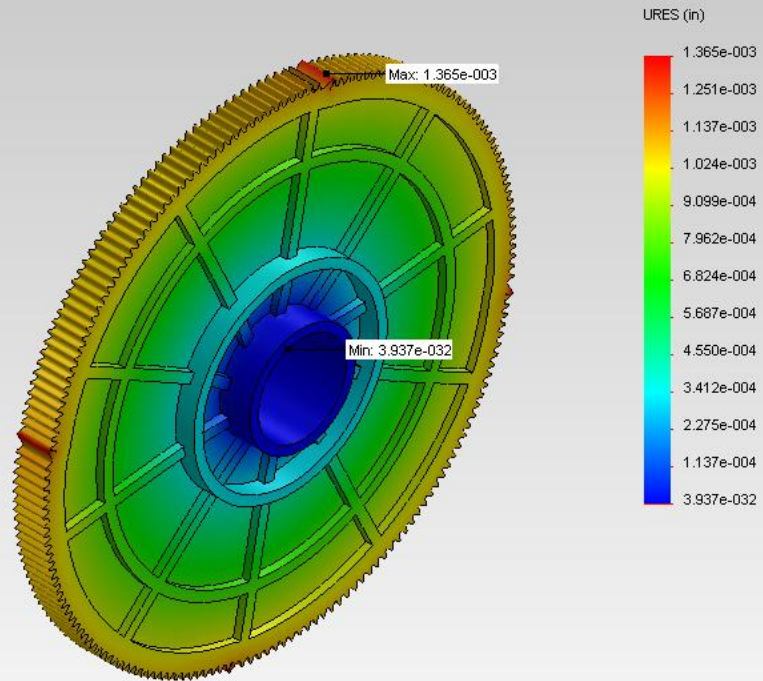 URES (in)
1.365e-003
1.251e-003
1.137e-003
1.024e-003
9.099e-004
7.962e-004
6.824e-004
5.687e-004
4.550e-004
3.412e-004
2.275e-004
1.137e-004
3.937e-032
Max: 1.365e-003
Min: 3.937e-032